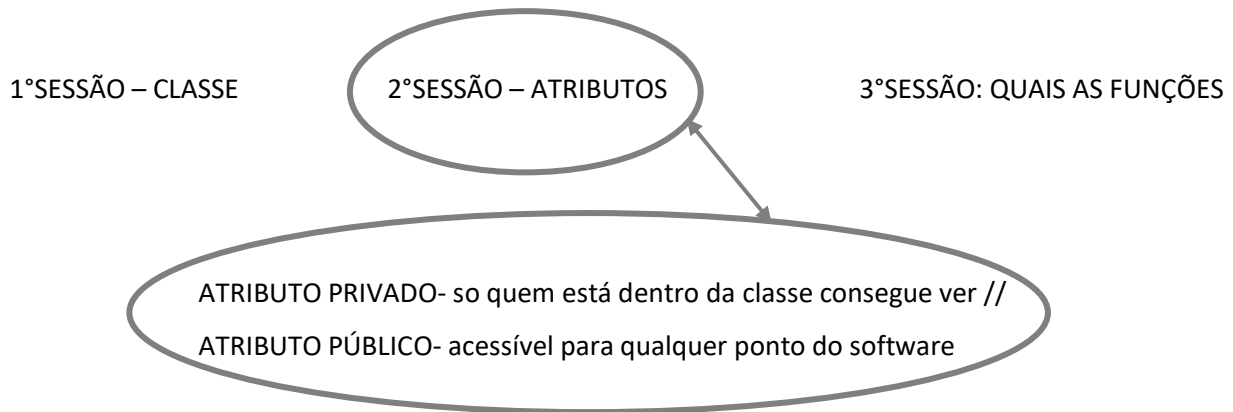 1°SESSÃO – CLASSE
2°SESSÃO – ATRIBUTOS
3°SESSÃO: QUAIS AS FUNÇÕES
ATRIBUTO PRIVADO- so quem está dentro da classe consegue ver //
ATRIBUTO PÚBLICO- acessível para qualquer ponto do software